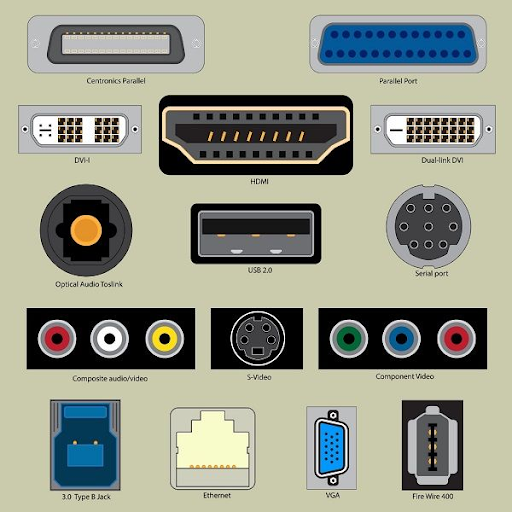 Centronics Parallel
Parallel Port
DVI-I
HDMI
Dual-link DVI
Optical Audio Toslink
USB 2.0
Serial port
Composite audio/video
S-Video
Component Video
3.0 Type B Jack
Ethernet
VGA
Fire Wire 400